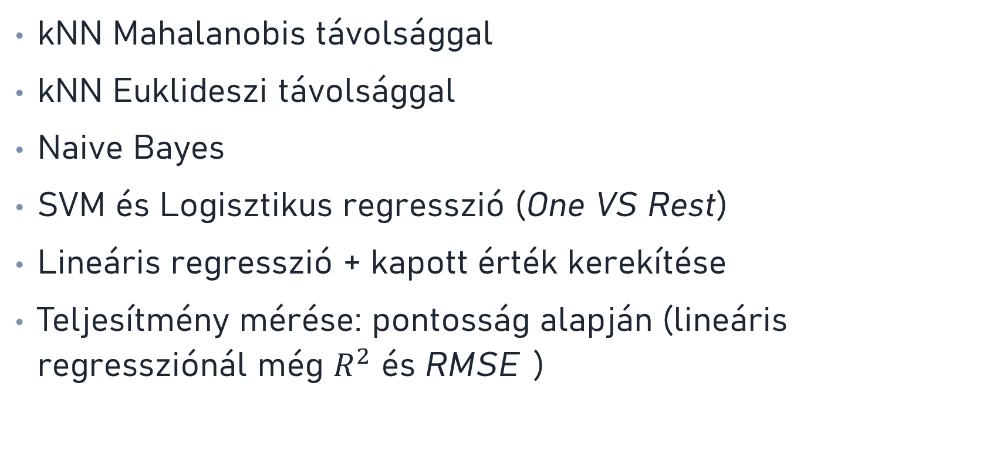 • kNN Mahalanobis távolsággal
• kNN Euklideszi távolsággal
• Naive Bayes
• SVM és Logisztikus regresszió (One VS Rest)
• Lineáris regresszió + kapott érték kerekítése
• Teljesítmény mérése: pontosság alapján (lineáris
regressziónál még R² és RMSE )